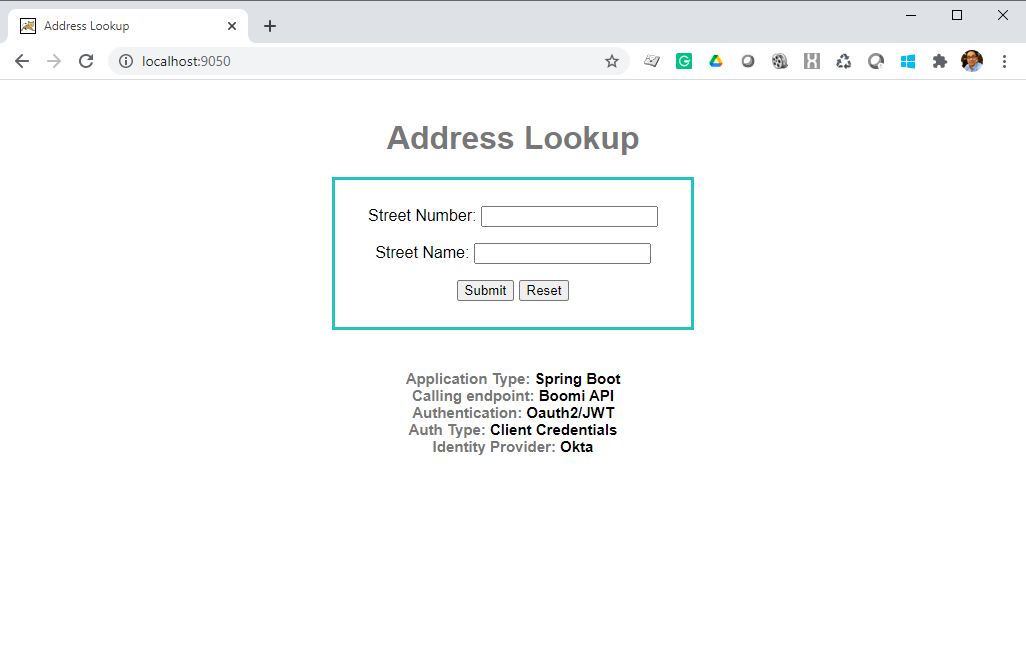 Address Lookup
localhost:9050
Address Lookup
Street Number:
Street Name:
Submit Reset
Application Type: Spring Boot
Calling endpoint: Boomi API
Authentication: Oauth2/JWT
Auth Type: Client Credentials
Identity Provider: Okta